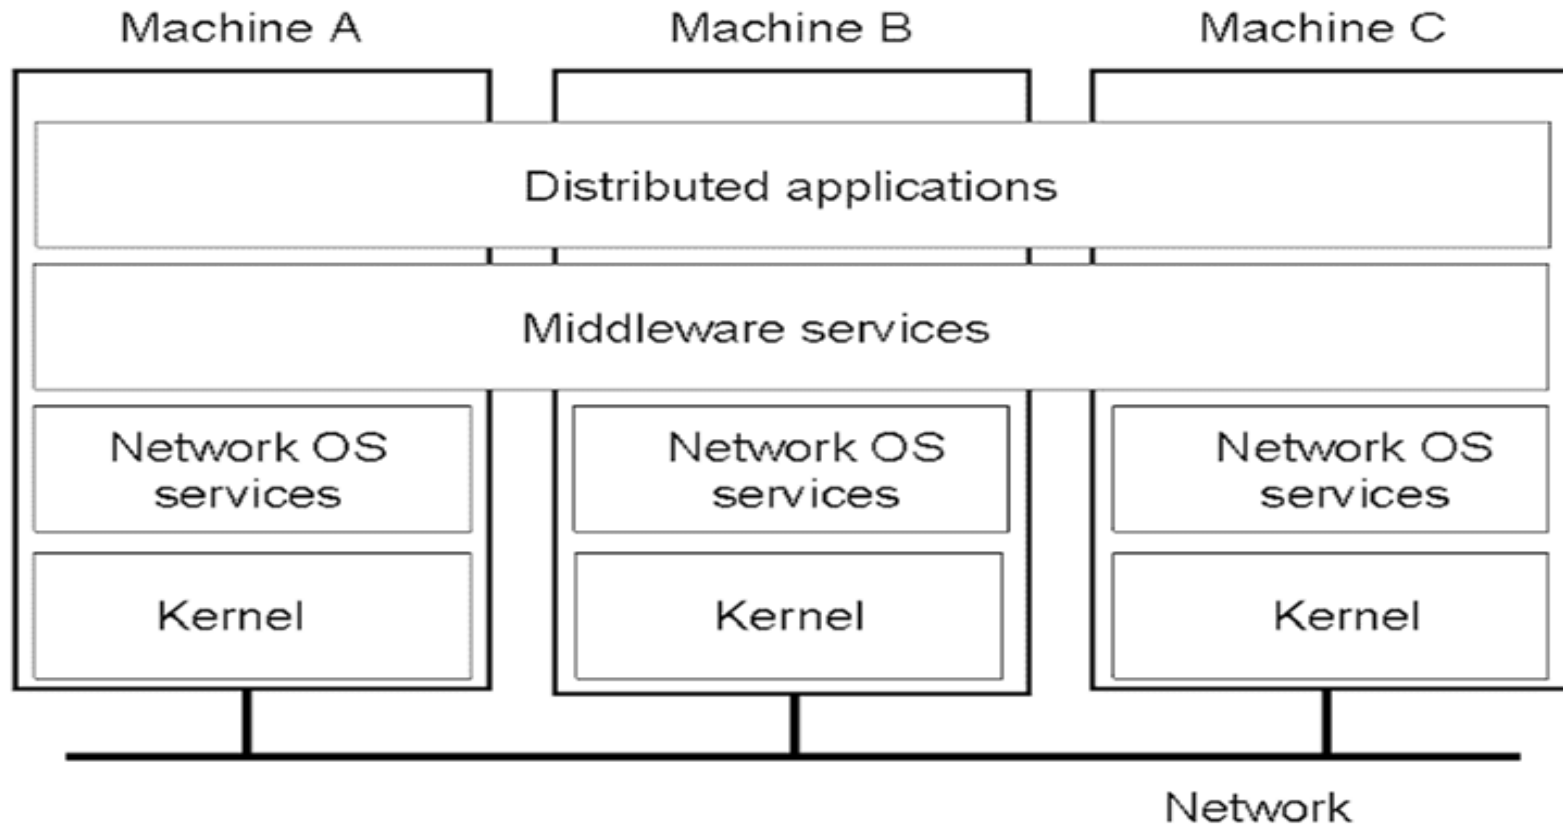 Machine A
Machine B
Machine C
Distributed applications
Middleware services
Network OS
services
Network OS
services
Network OS
services
Kernel
Kernel
Kernel
Network